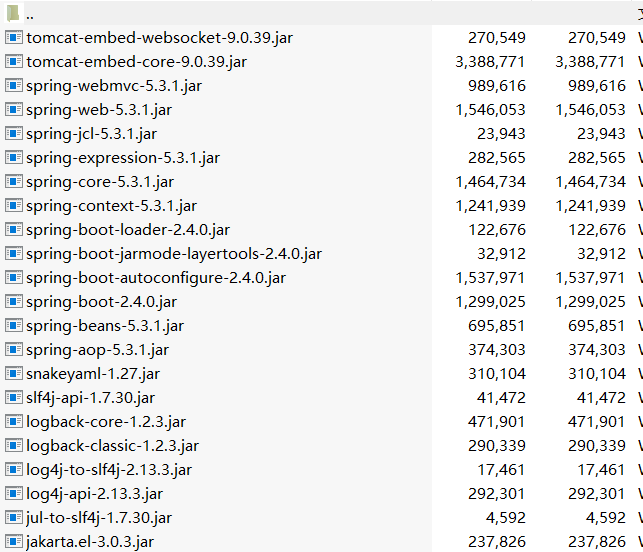 ..
tomcat-embed-websocket-9.0.39.jar 270,549 270,549
tomcat-embed-core-9.0.39.jar 3,388,771 3,388,771
spring-webmvc-5.3.1.jar 989,616 989,616
spring-web-5.3.1.jar 1,546,053 1,546,053
spring-jcl-5.3.1.jar 23,943 23,943
spring-expression-5.3.1.jar 282,565 282,565
spring-core-5.3.1.jar 1,464,734 1,464,734
spring-context-5.3.1.jar 1,241,939 1,241,939
spring-boot-loader-2.4.0.jar 122,676 122,676
spring-boot-jarmode-layertools-2.4.0.jar 32,912 32,912
spring-boot-autoconfigure-2.4.0.jar 1,537,971 1,537,971
spring-boot-2.4.0.jar 1,299,025 1,299,025
spring-beans-5.3.1.jar 695,851 695,851
spring-aop-5.3.1.jar 374,303 374,303
snakeyaml-1.27.jar 310,104 310,104
slf4j-api-1.7.30.jar 41,472 41,472
logback-core-1.2.3.jar 471,901 471,901
logback-classic-1.2.3.jar 290,339 290,339
log4j-to-slf4j-2.13.3.jar 17,461 17,461
log4j-api-2.13.3.jar 292,301 292,301
jul-to-slf4j-1.7.30.jar 4,592 4,592
jakarta.el-3.0.3.jar 237,826 237,826